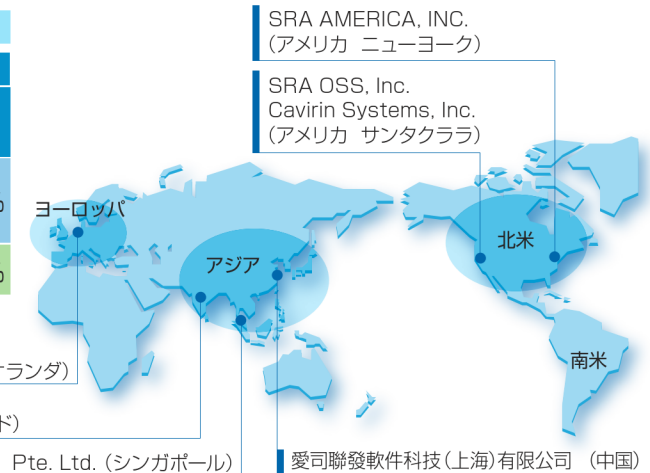 SRA AMERICA, INC.
（アメリカ ニューヨーク）
SRA OSS, Inc.
Cavirin Systems, Inc.
（アメリカ サンタクララ）
ヨーロッパ
アジア
北米
南米
ランダ）
ド）
Pte. Ltd.（シンガポール）
愛司聯發軟件科技（上海）有限公司 （中国）